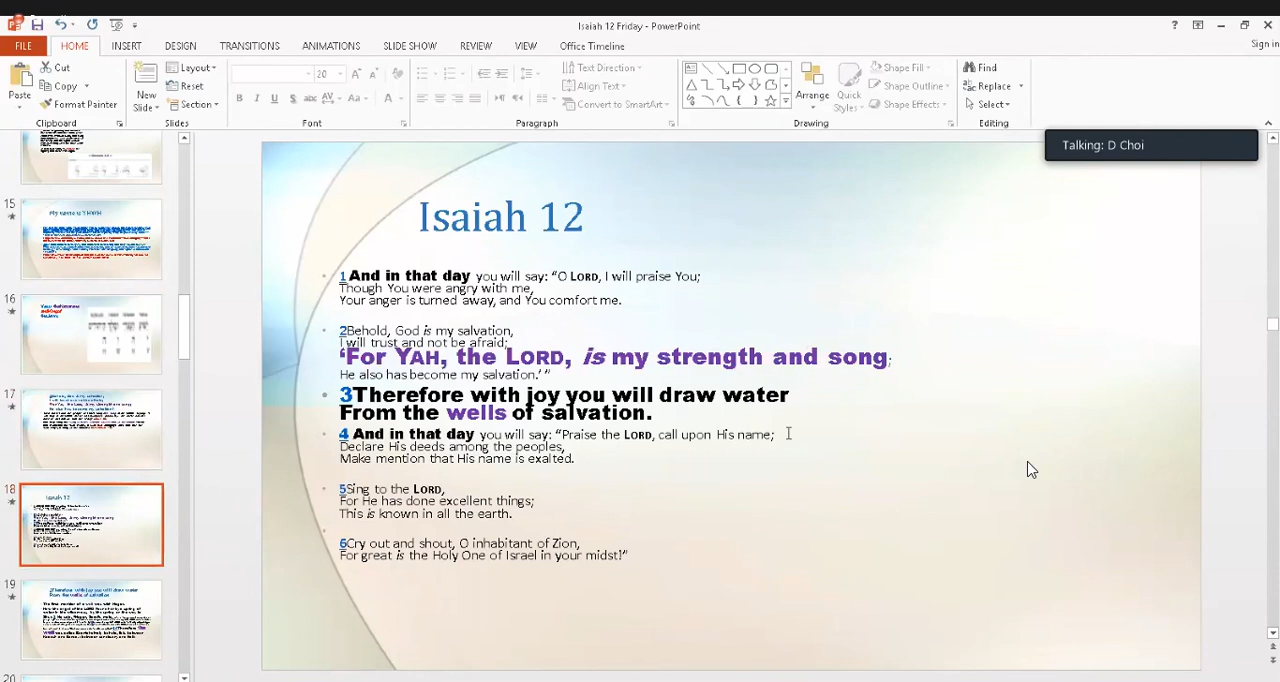 Isaiah 12 Friday - PowerPoint
?
FILE
HOME
INSERT
DESIGN
TRANSITIONS
ANIMATIONS
SLIDE SHOW
REVIEW
VIEW
Office Timeline
Sign in
Paste
Cut
Copy
Format Painter
Clipboard
New
Slide
Layout
Reset
Section
Slides
20
B I U S abc AV Aa A
Font
Text Direction
Align Text
Convert to SmartArt
Paragraph
Arrange
Quick
Styles
Shape Fill
Shape Outline
Shape Effects
Drawing
Find
Replace
Select
Editing
Talking: D Choi
15
16
17
18
Isaiah 12
19
20
Isaiah 12
1 And in that day you will say: “O LORD, I will praise You;
Though You were angry with me,
Your anger is turned away, and You comfort me.
2Behold, God is my salvation,
I will trust and not be afraid;
‘For YAH, the LORD, is my strength and song;
He also has become my salvation.’ ”
3Therefore with joy you will draw water
From the wells of salvation.
4 And in that day you will say: “Praise the LORD, call upon His name;
Declare His deeds among the peoples,
Make mention that His name is exalted.
5Sing to the LORD,
For He has done excellent things;
This is known in all the earth.
6Cry out and shout, O inhabitant of Zion,
For great is the Holy One of Israel in your midst!”